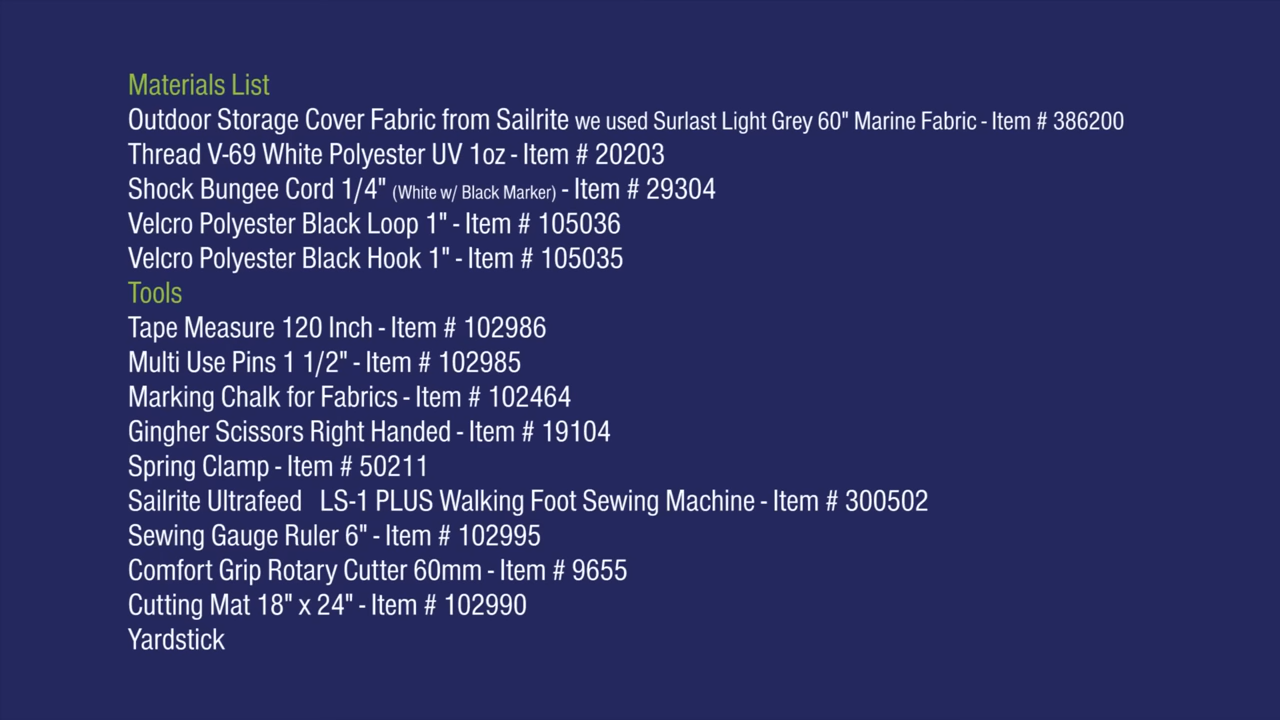 Materials List
Outdoor Storage Cover Fabric from Sailrite we used Surlast Light Grey 60" Marine Fabric - Item # 386200
Thread V-69 White Polyester UV 1oz - Item # 20203
Shock Bungee Cord 1/4" (White w/ Black Marker) - Item # 29304
Velcro Polyester Black Loop 1" - Item # 105036
Velcro Polyester Black Hook 1" - Item # 105035
Tools
Tape Measure 120 Inch - Item # 102986
Multi Use Pins 1 1/2" - Item # 102985
Marking Chalk for Fabrics - Item # 102464
Gingher Scissors Right Handed - Item # 19104
Spring Clamp - Item # 50211
Sailrite Ultrafeed LS-1 PLUS Walking Foot Sewing Machine - Item # 300502
Sewing Gauge Ruler 6" - Item # 102995
Comfort Grip Rotary Cutter 60mm - Item # 9655
Cutting Mat 18" x 24" - Item # 102990
Yardstick